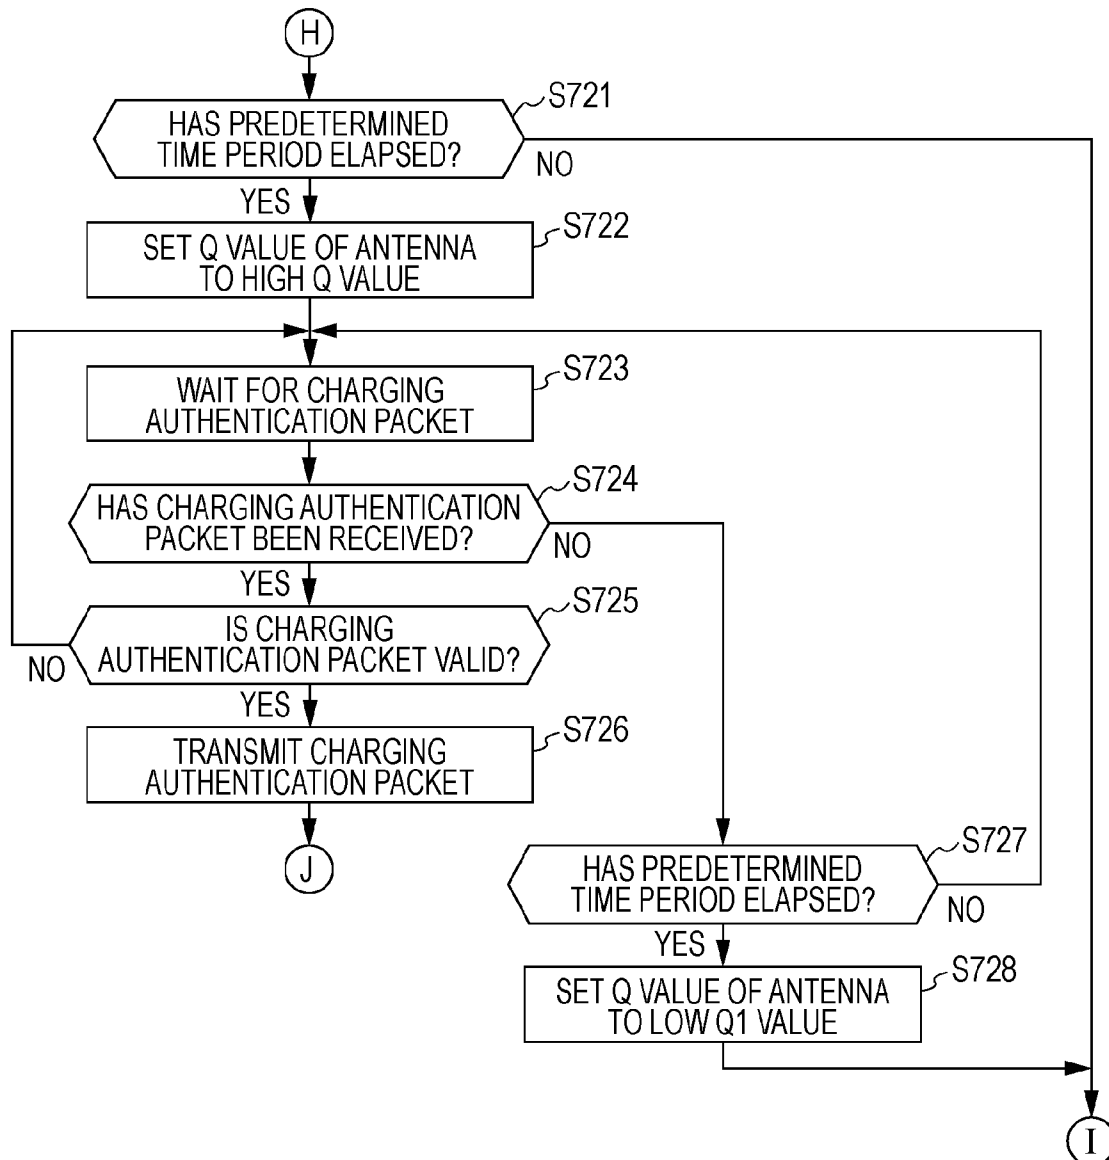 H
S721
HAS PREDETERMINED
TIME PERIOD ELAPSED?
NO
YES
S722
SET Q VALUE OF ANTENNA
TO HIGH Q VALUE
S723
WAIT FOR CHARGING
AUTHENTICATION PACKET
S724
HAS CHARGING AUTHENTICATION
PACKET BEEN RECEIVED?
NO
YES
S725
IS CHARGING
AUTHENTICATION PACKET VALID?
NO
YES
S726
TRANSMIT CHARGING
AUTHENTICATION PACKET
J
S727
HAS PREDETERMINED
TIME PERIOD ELAPSED?
NO
YES
S728
SET Q VALUE OF ANTENNA
TO LOW Q1 VALUE
I